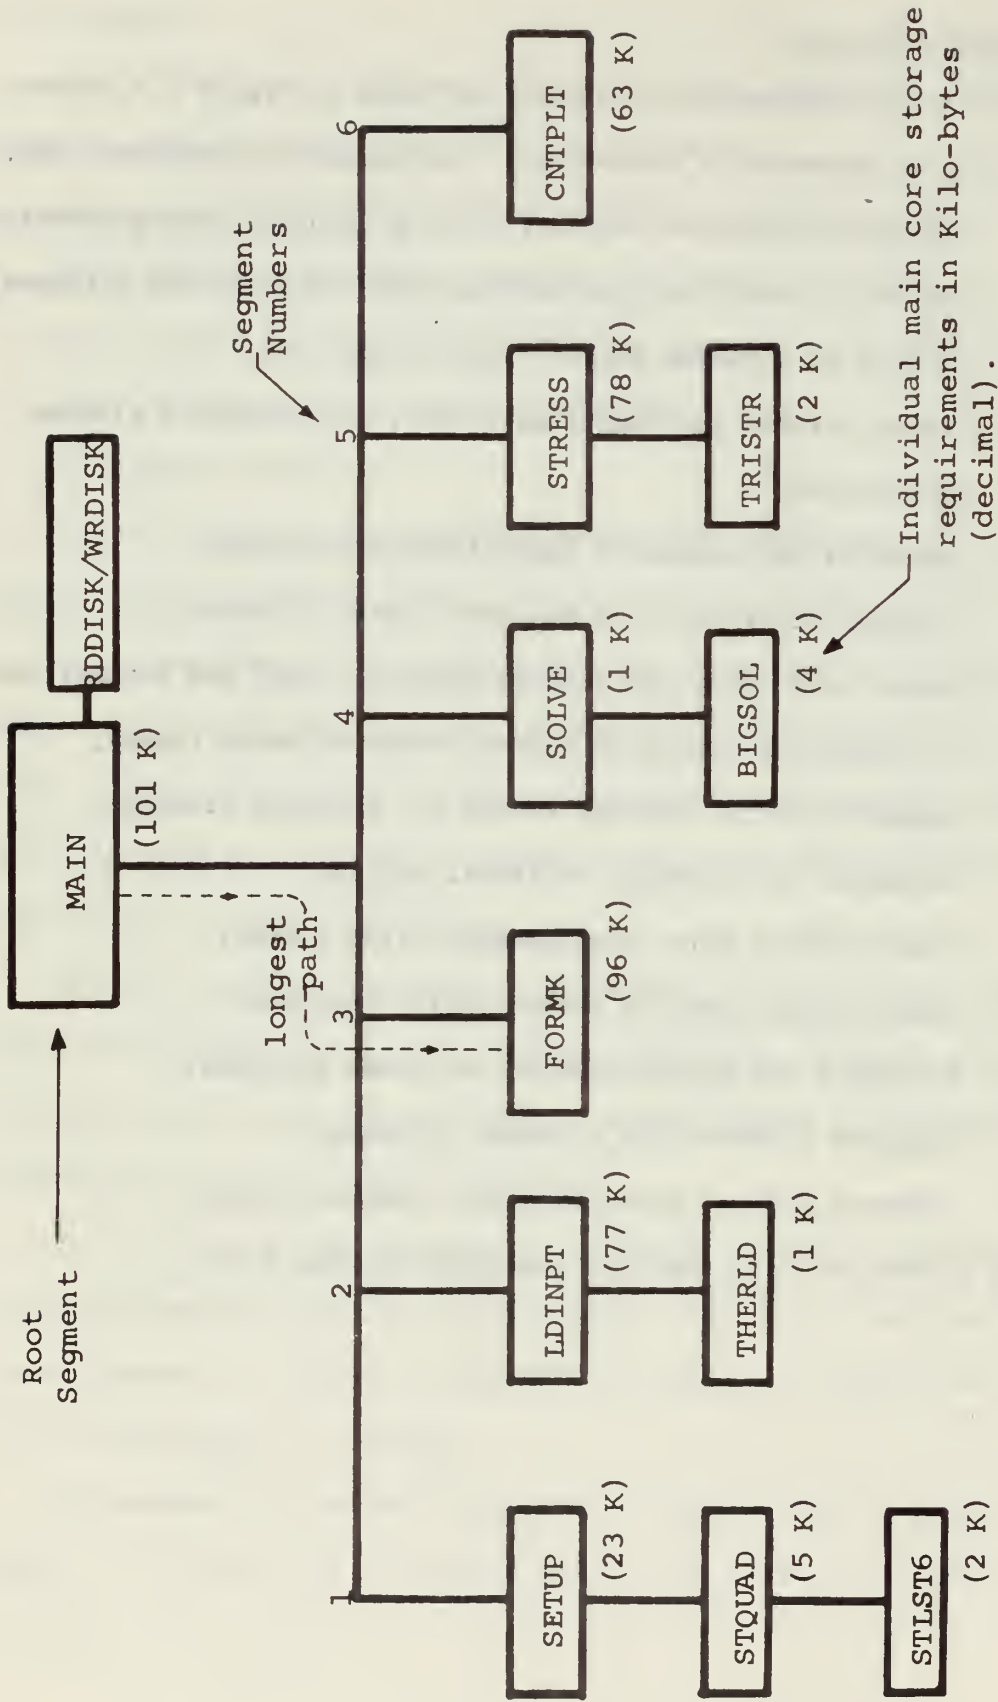 Root
Segment
MAIN
RDDISK/WRDISK
(101 K)
longest
path
Segment
Numbers
1
2
3
4
5
6
SETUP
(23 K)
STQUAD
(5 K)
STLST6
(2 K)
LDINPT
(77 K)
THERLD
(1 K)
FORMK
(96 K)
SOLVE
(1 K)
BIGSOL
(4 K)
STRESS
(78 K)
TRISTR
(2 K)
CNTPLT
(63 K)
Individual main core storage
requirements in Kilo-bytes
(decimal).